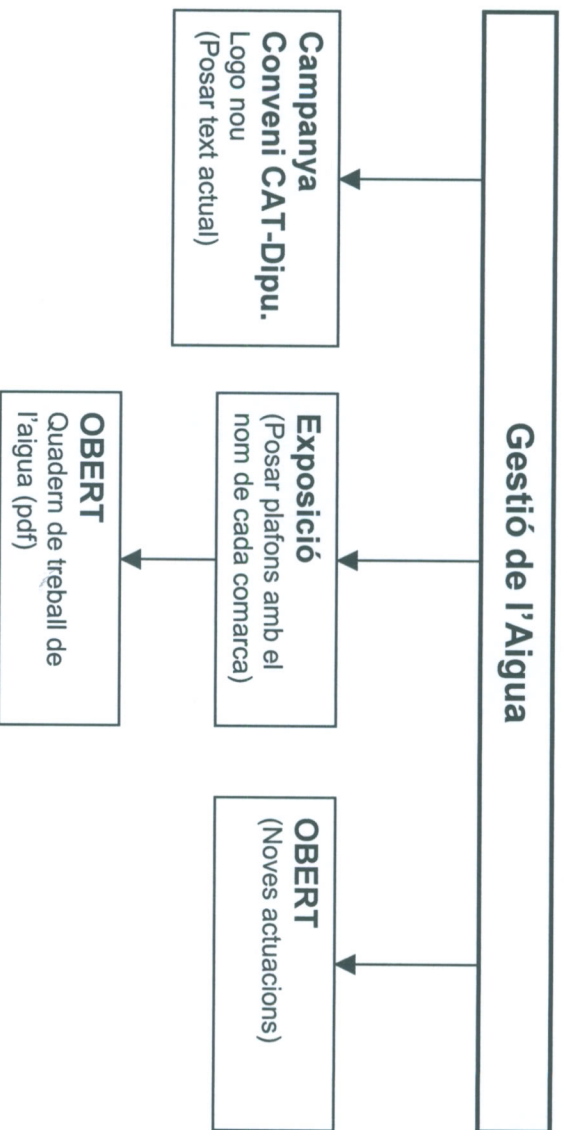 Gestió de l'Aigua
Campanya
Conveni CAT-Dipu.
Logo nou
(Posar text actual)
Exposició
(Posar plafons amb el
nom de cada comarca)
OBERT
(Noves actuacions)
OBERT
Quadern de treball de
l'aigua (pdf)